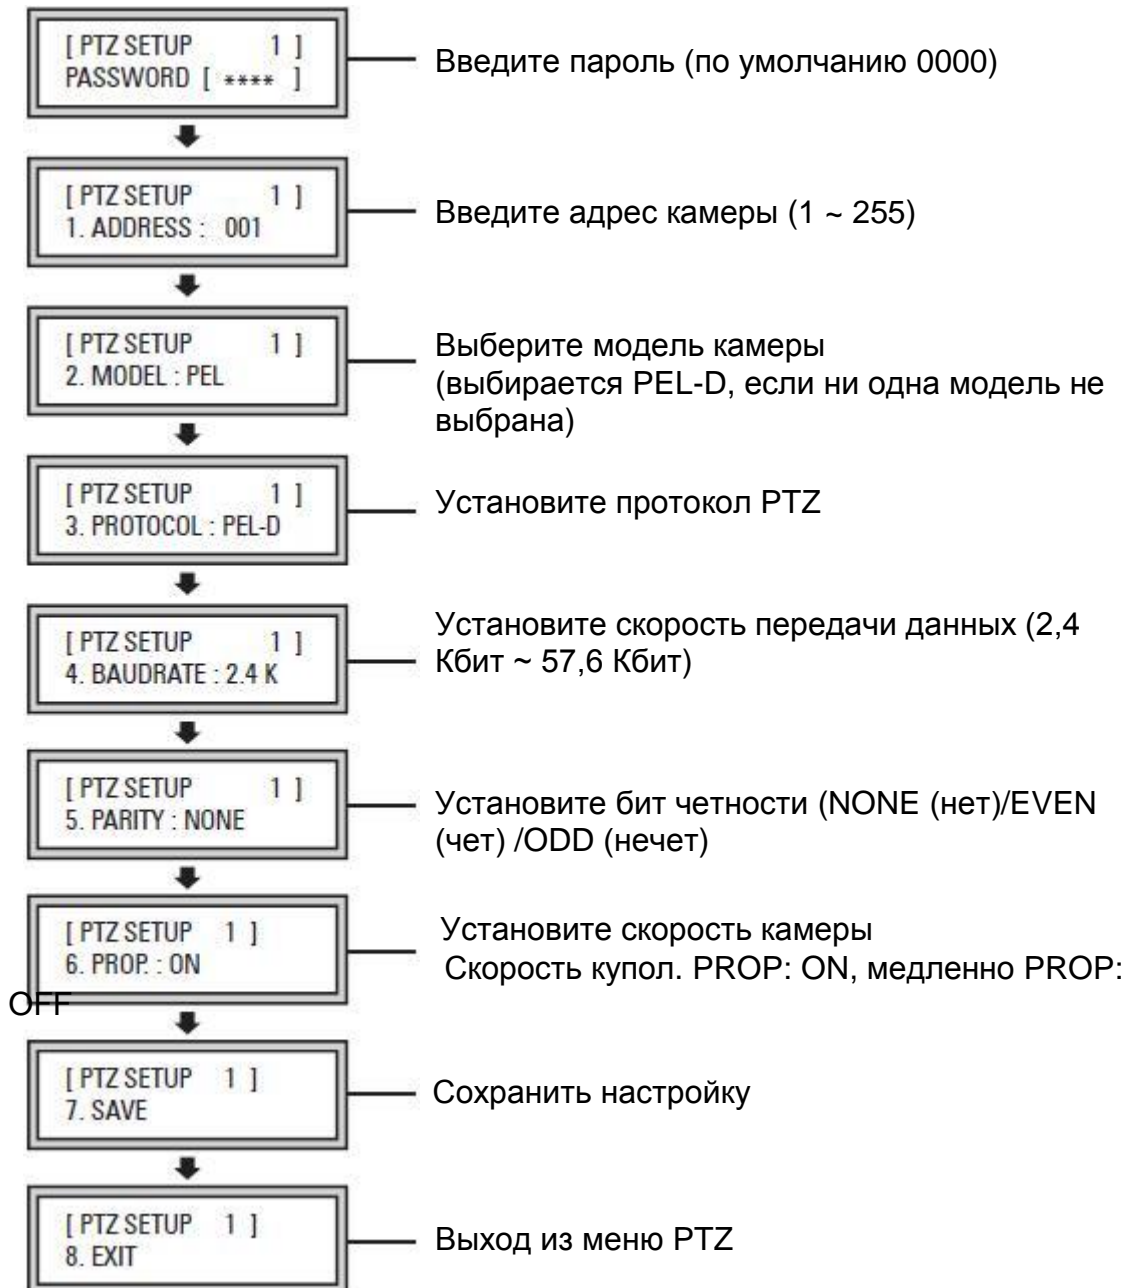 [ PTZ SETUP 1 ]
PASSWORD [ **** ]
Введите пароль (по умолчанию 0000)
[ PTZ SETUP 1 ]
1. ADDRESS : 001
Введите адрес камеры (1 ~ 255)
[ PTZ SETUP 1 ]
2. MODEL : PEL
Выберите модель камеры
(выбирается PEL-D, если ни одна модель не
выбрана)
[ PTZ SETUP 1 ]
3. PROTOCOL : PEL-D
Установите протокол PTZ
[ PTZ SETUP 1 ]
4. BAUDRATE : 2.4 K
Установите скорость передачи данных (2,4
Кбит ~ 57,6 Кбит)
[ PTZ SETUP 1 ]
5. PARITY : NONE
Установите бит четности (NONE (нет)/EVEN
(чет) /ODD (нечет)
[ PTZ SETUP 1 ]
6. PROP. : ON
Установите скорость камеры
Скорость купол. PROP: ON, медленно PROP:
OFF
[ PTZ SETUP 1 ]
7. SAVE
Сохранить настройку
[ PTZ SETUP 1 ]
8. EXIT
Выход из меню PTZ